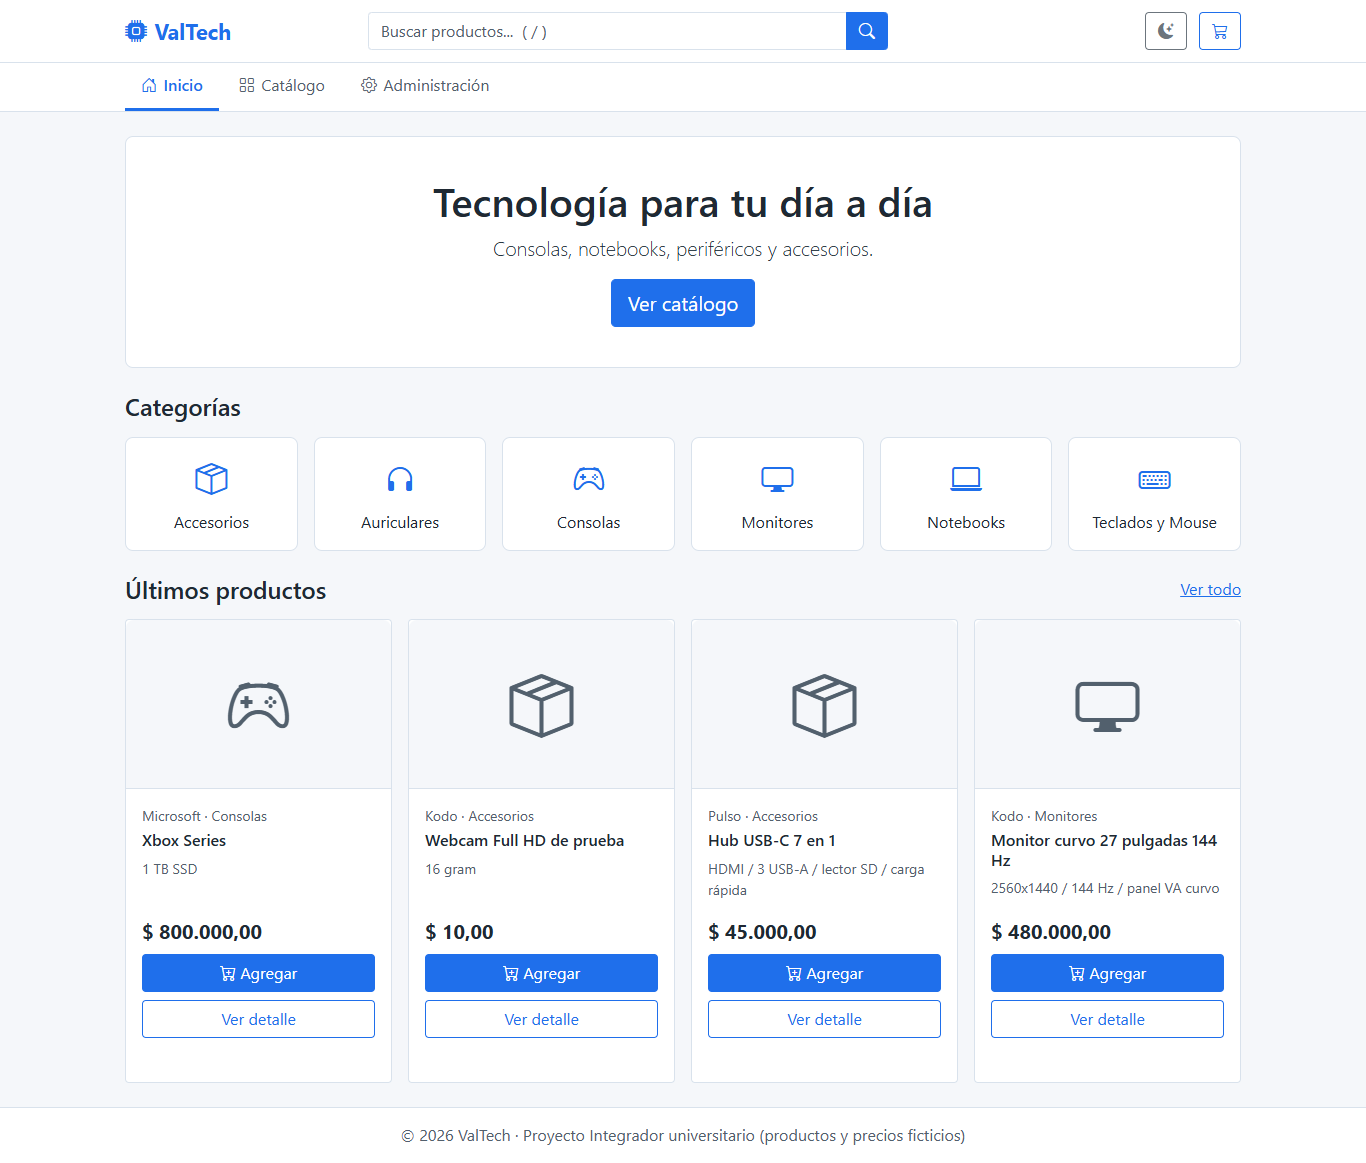 ValTech
Buscar productos... ( / )
Inicio
Catálogo
Administración
Tecnología para tu día a día
Consolas, notebooks, periféricos y accesorios.
Ver catálogo
Categorías
Accesorios
Auriculares
Consolas
Monitores
Notebooks
Teclados y Mouse
Últimos productos
Ver todo
Microsoft · Consolas
Xbox Series
1 TB SSD
$ 800.000,00
Agregar
Ver detalle
Kodo · Accesorios
Webcam Full HD de prueba
16 gram
$ 10,00
Agregar
Ver detalle
Pulso · Accesorios
Hub USB-C 7 en 1
HDMI / 3 USB-A / lector SD / carga
rápida
$ 45.000,00
Agregar
Ver detalle
Kodo · Monitores
Monitor curvo 27 pulgadas 144
Hz
2560x1440 / 144 Hz / panel VA curvo
$ 480.000,00
Agregar
Ver detalle
© 2026 ValTech · Proyecto Integrador universitario (productos y precios ficticios)